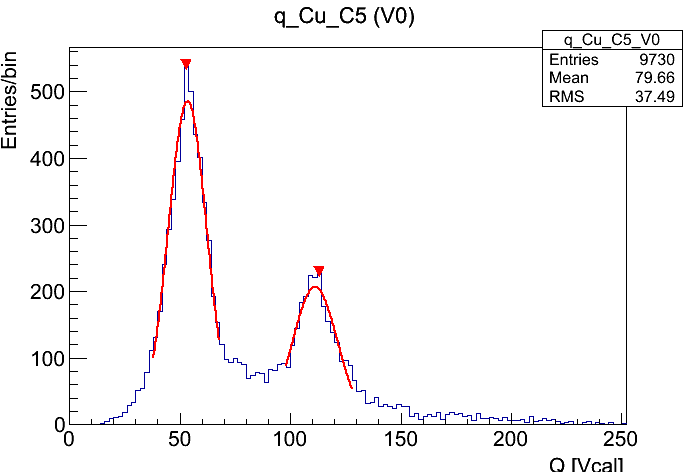 q_Cu_C5 (V0)
q_Cu_C5_V0
Entries 9730
Mean 79.66
RMS 37.49
Entries/bin
500
400
300
200
100
0
0 50 100 150 200 250
Q [Vcal]